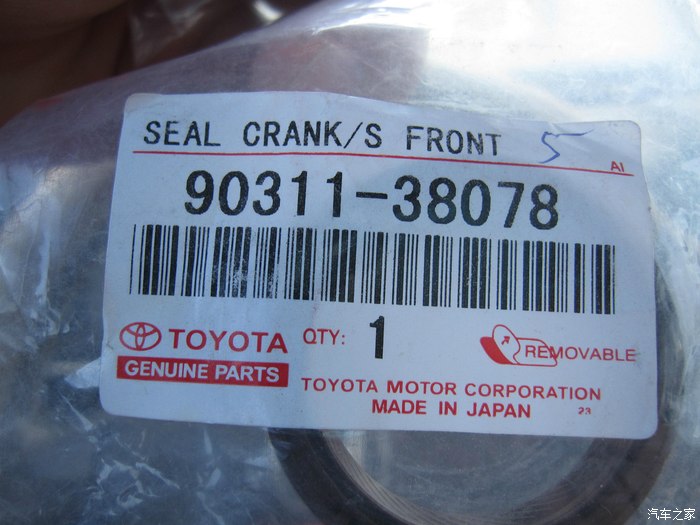 SEAL CRANK/S FRONT 5
AI
90311-38078
TOYOTA QTY: 1
REMOVABLE
GENUINE PARTS
TOYOTA MOTOR CORPORATION
MADE IN JAPAN 23
汽车之家